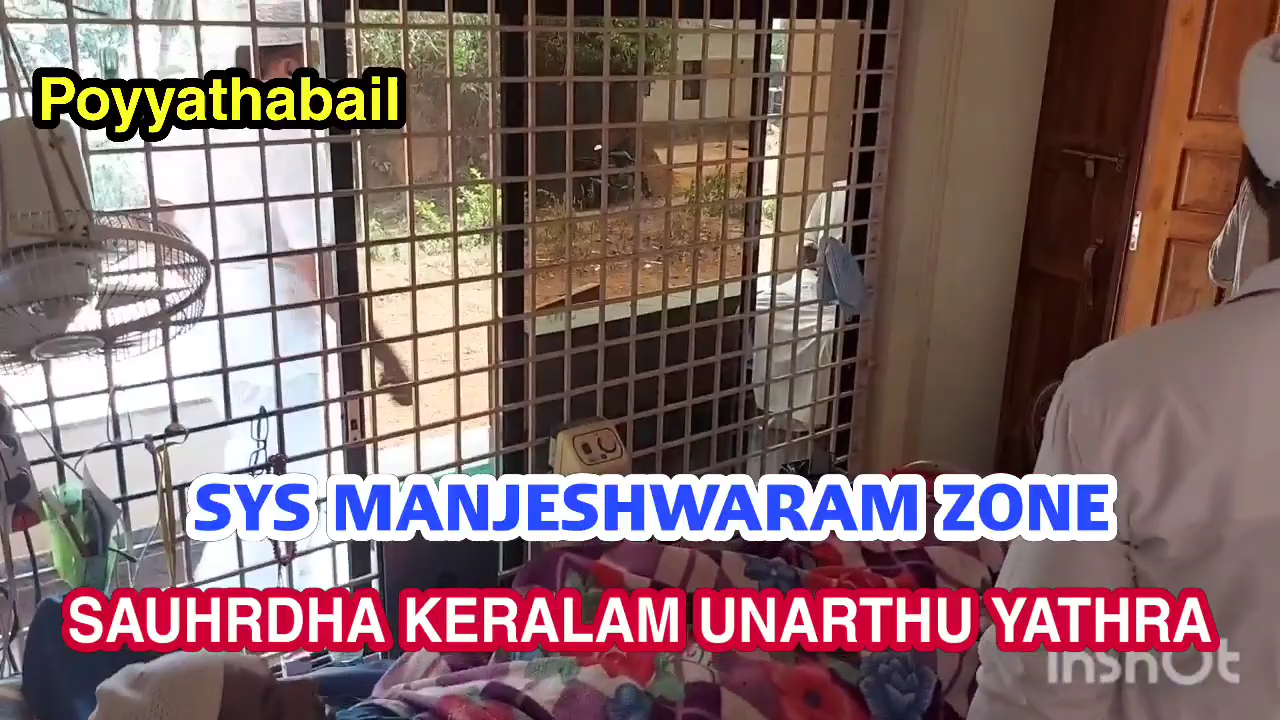 Poyyathabail
SYS MANJESHWARAM ZONE
SAUHRDHA KERALAM UNARTHU YATHRA
InShOt